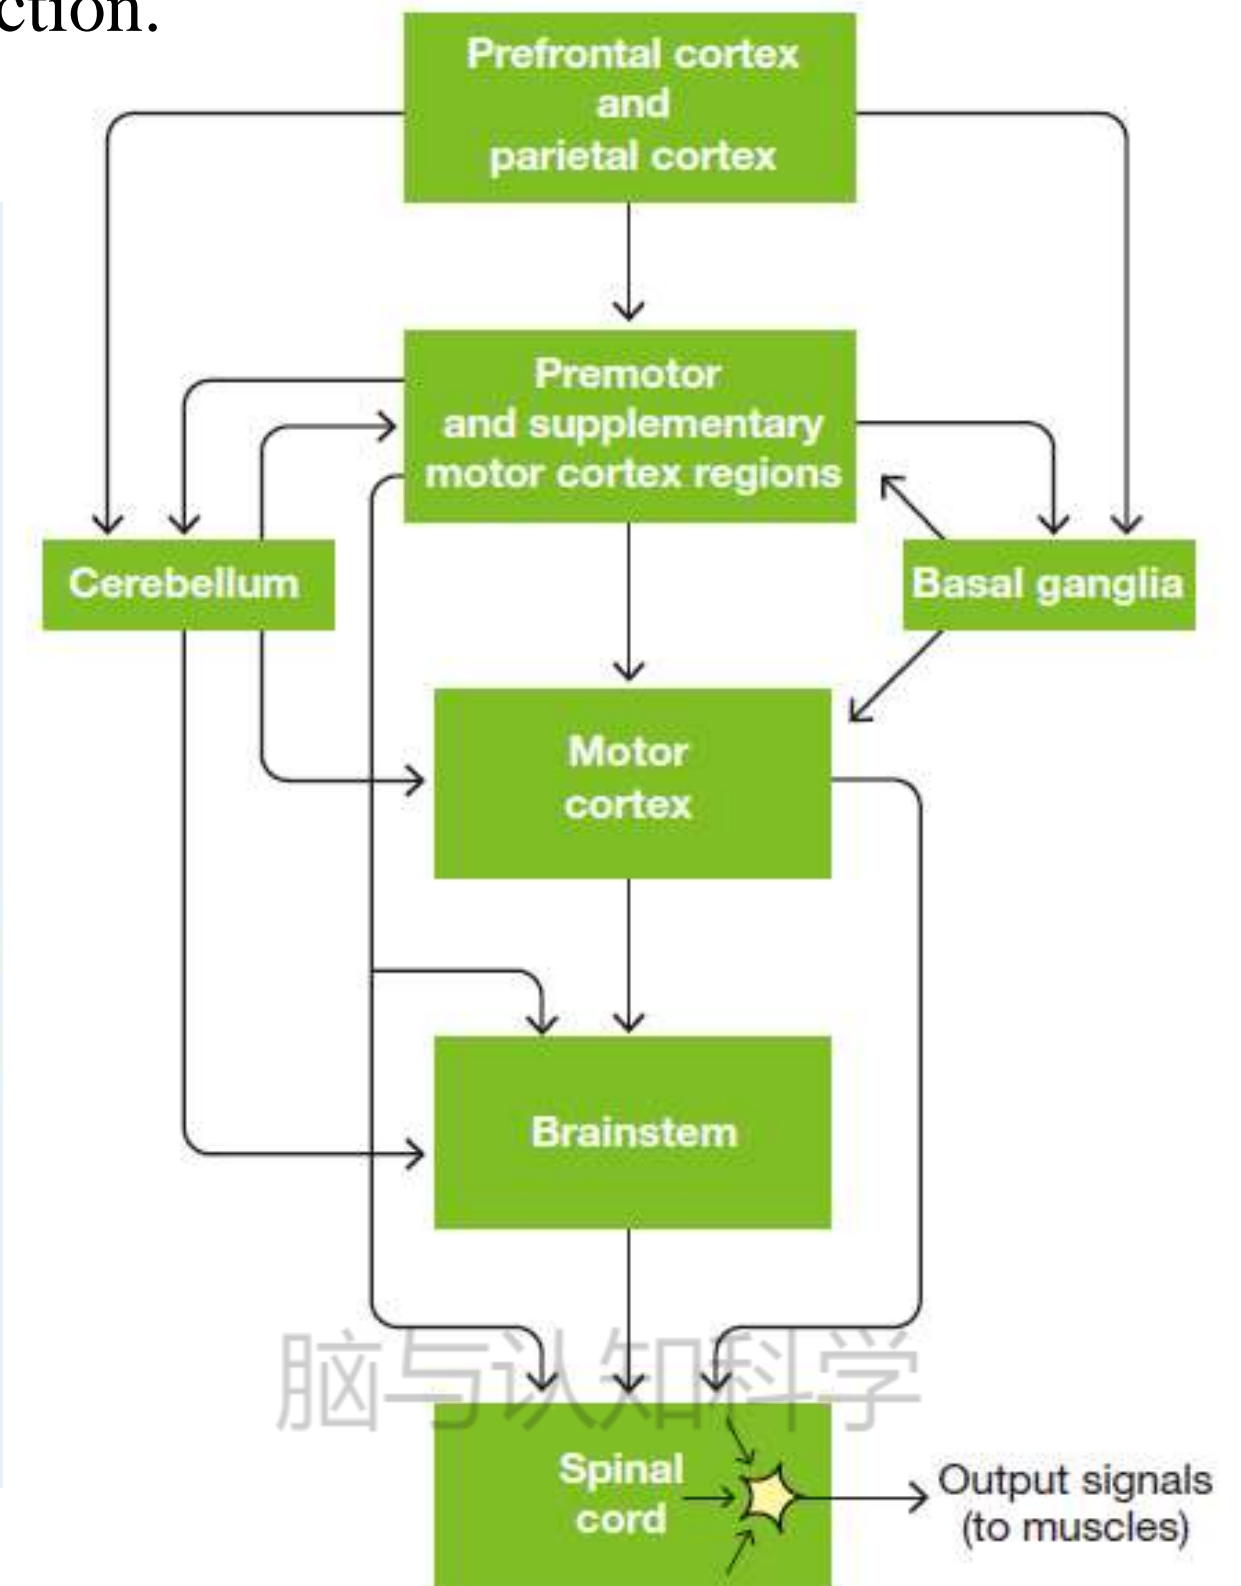 ction.
Prefrontal cortex
and
parietal cortex
Premotor
and supplementary
motor cortex regions
Cerebellum
Basal ganglia
Motor
cortex
Brainstem
脑与认知科学
Spinal
cord
Output signals
(to muscles)